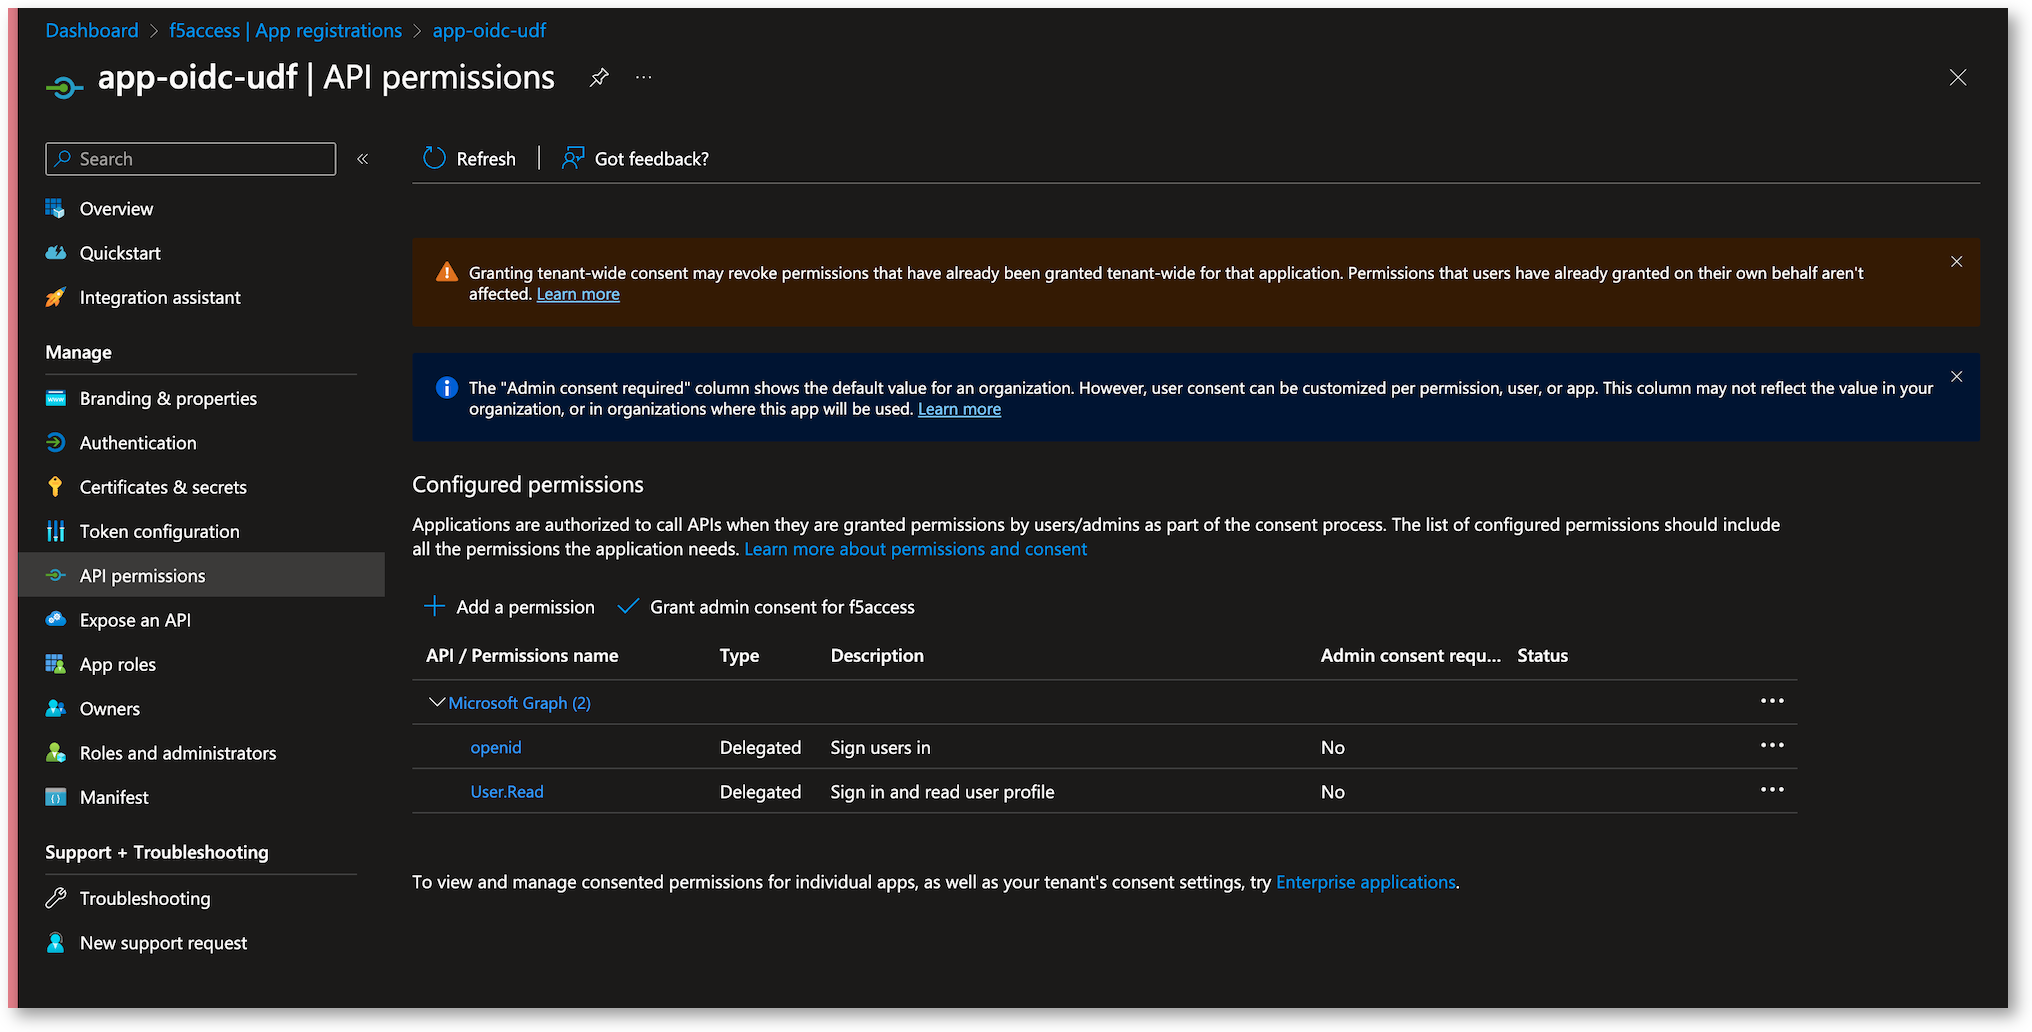 Dashboard > f5access | App registrations > app-oidc-udf
app-oidc-udf | API permissions ...
Search «
Overview
Quickstart
Integration assistant
Manage
Branding & properties
Authentication
Certificates & secrets
Token configuration
API permissions
Expose an API
App roles
Owners
Roles and administrators
Manifest
Support + Troubleshooting
Troubleshooting
New support request
Refresh | Got feedback?
Granting tenant-wide consent may revoke permissions that have already been granted tenant-wide for that application. Permissions that users have already granted on their own behalf aren't
affected. Learn more
The "Admin consent required" column shows the default value for an organization. However, user consent can be customized per permission, user, or app. This column may not reflect the value in your
organization, or in organizations where this app will be used. Learn more
Configured permissions
Applications are authorized to call APIs when they are granted permissions by users/admins as part of the consent process. The list of configured permissions should include
all the permissions the application needs. Learn more about permissions and consent
Add a permission Grant admin consent for f5access
API / Permissions name Type Description Admin consent requ... Status
Microsoft Graph (2)
openid Delegated Sign users in No
User.Read Delegated Sign in and read user profile No
To view and manage consented permissions for individual apps, as well as your tenant's consent settings, try Enterprise applications.